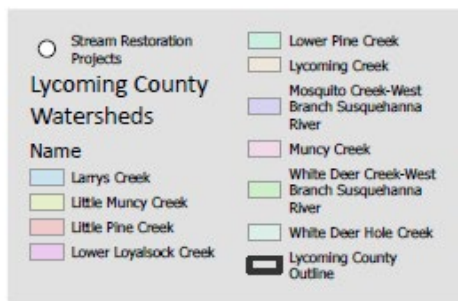 Stream Restoration
Projects
Lycoming County
Watersheds
Name
Larrys Creek
Little Muncy Creek
Little Pine Creek
Lower Loyalsock Creek
Lower Pine Creek
Lycoming Creek
Mosquito Creek-West
Branch Susquehanna
River
Muncy Creek
White Deer Creek-West
Branch Susquehanna
River
White Deer Hole Creek
Lycoming County
Outline